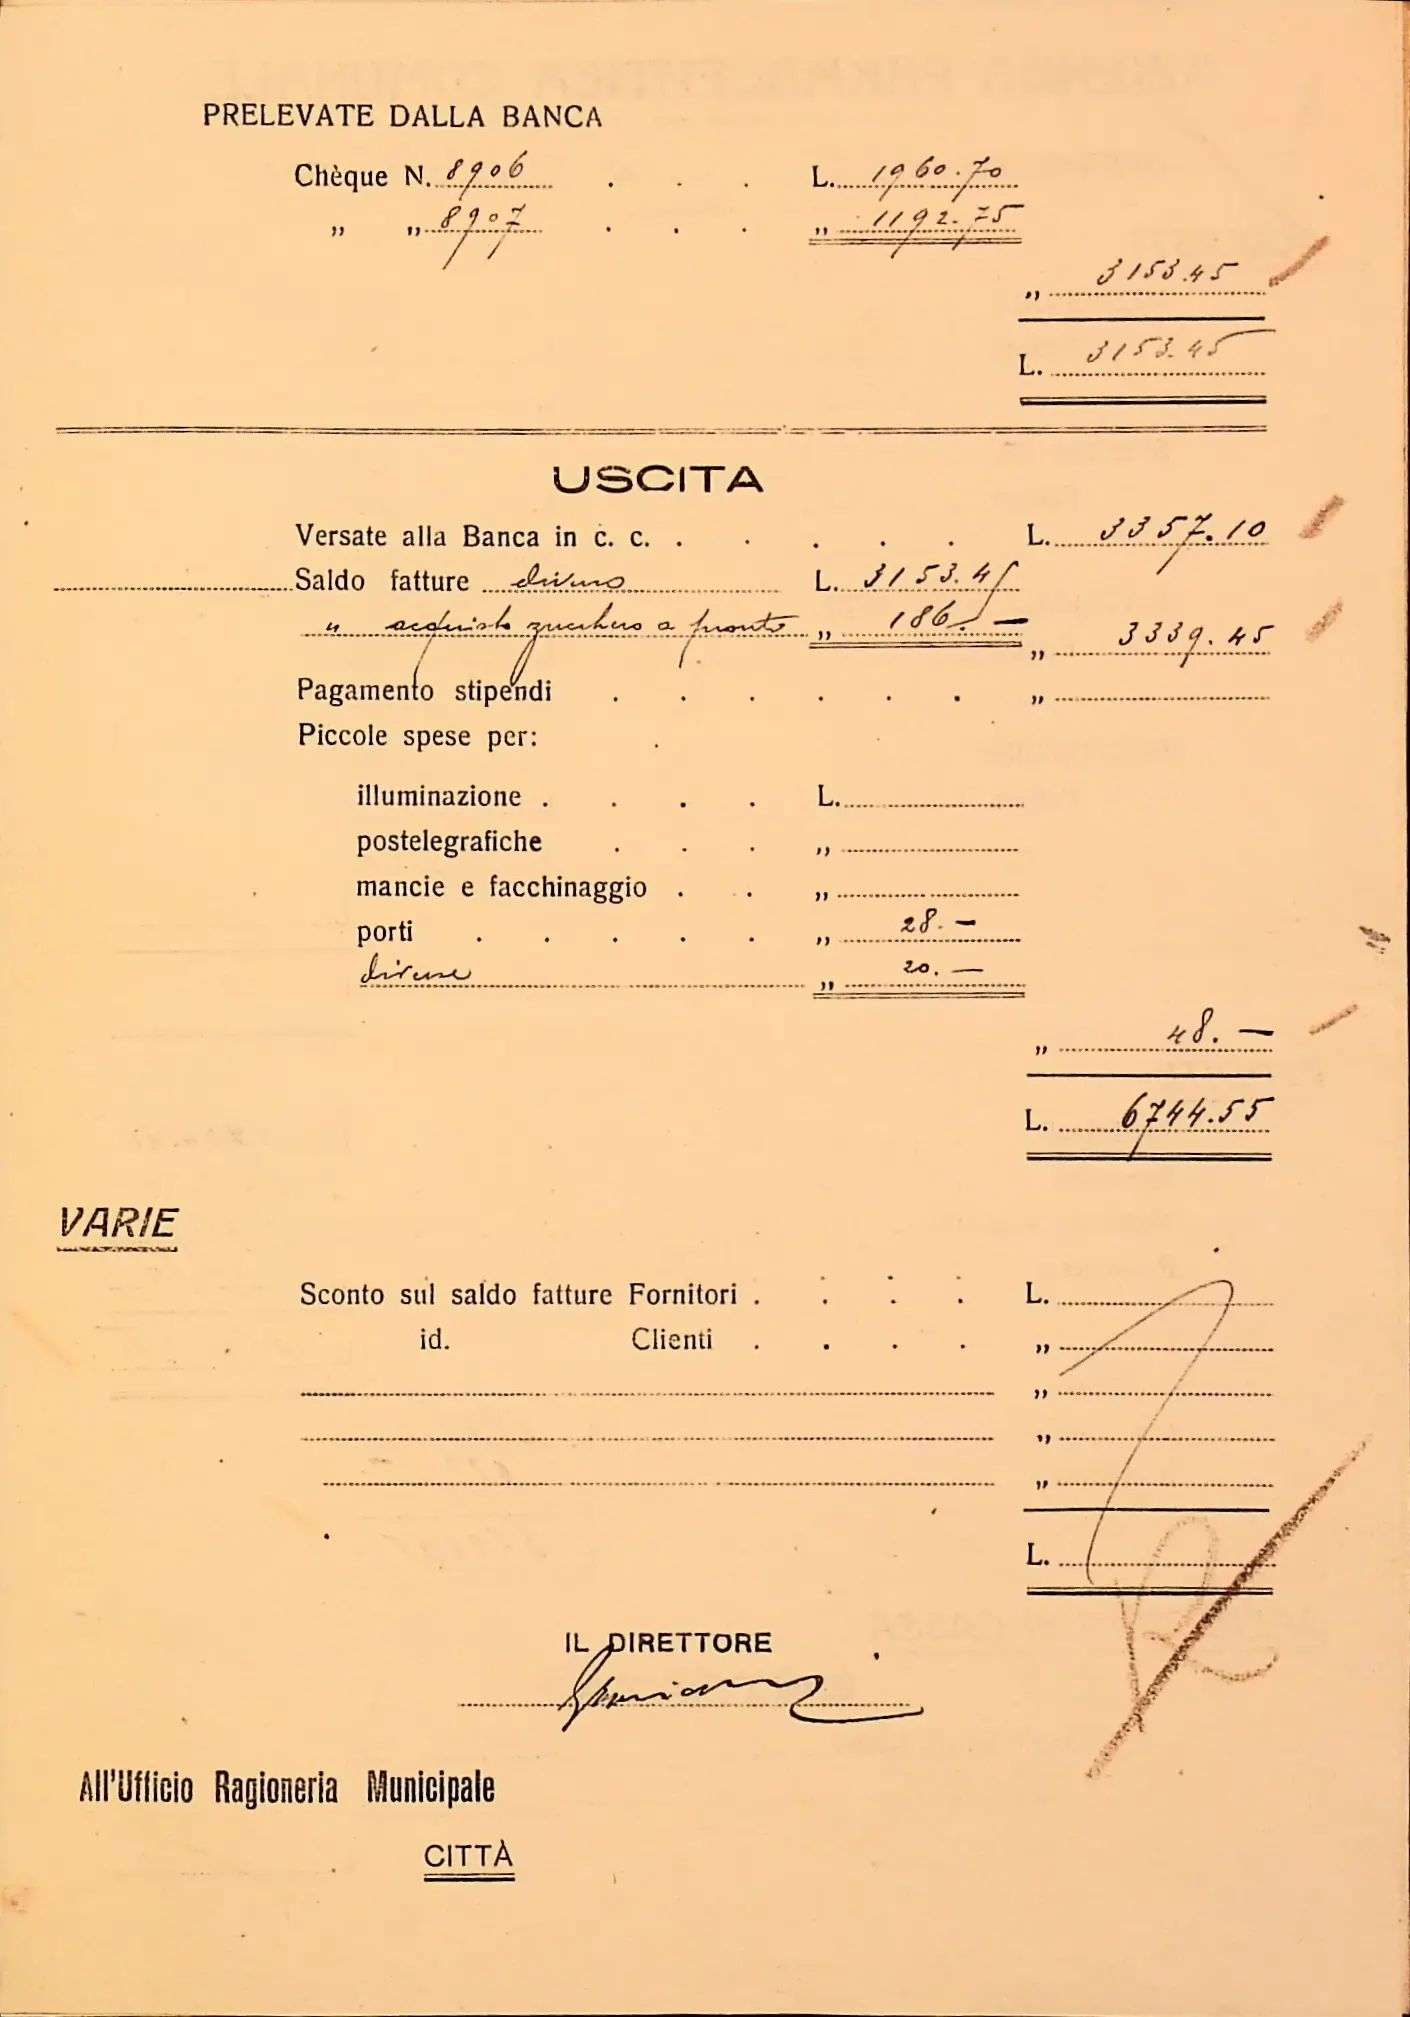 PRELEVATE DALLA BANCA
Chèque N. 8906 . . . L. 1960.70
„ „ 8907 . . . „ 1192.75
„ 3153.45
L. 3153.45
USCITA
Versate alla Banca in c. c. . . . . . L. 3357.10
Saldo fatture diverse L. 3153.45
" acquisto zucchero a pronti „ 186.— „ 3339.45
Pagamento stipendi . . . . . . „
Piccole spese per:
illuminazione . . . . L.
postelegrafiche . . . „
mancie e facchinaggio . . „
porti . . . . . „ 28.—
diverse „ 20.—
„ 48.—
L. 6744.55
VARIE
Sconto sul saldo fatture Fornitori . . . . L.
id. Clienti . . . . „
„
„
„
L.
IL DIRETTORE
All'Ufficio Ragioneria Municipale
CITTÀ